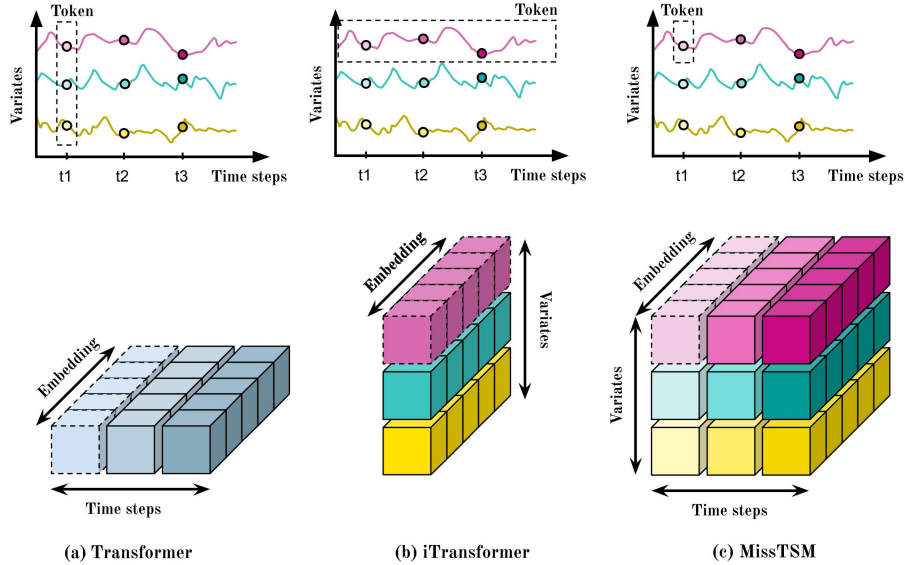 Token
Variates
t1 t2 t3 Time steps
Embedding
Time steps
(a) Transformer
Token
Variates
t1 t2 t3 Time steps
Embedding
Variates
(b) iTransformer
Token
Variates
t1 t2 t3 Time steps
Embedding
Variates
Time steps
(c) MissTSM